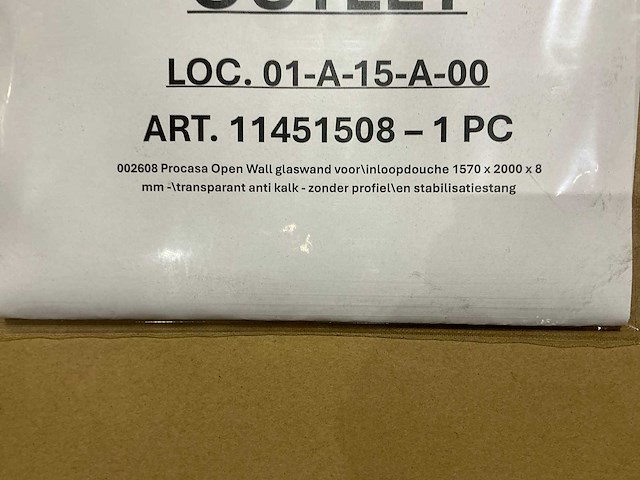 OUTLET
LOC. 01-A-15-A-00
ART. 11451508 – 1 PC
002608 Procasa Open Wall glaswand voor\inloopdouche 1570 x 2000 x 8
mm -\transparant anti kalk - zonder profiel\en stabilisatiestang